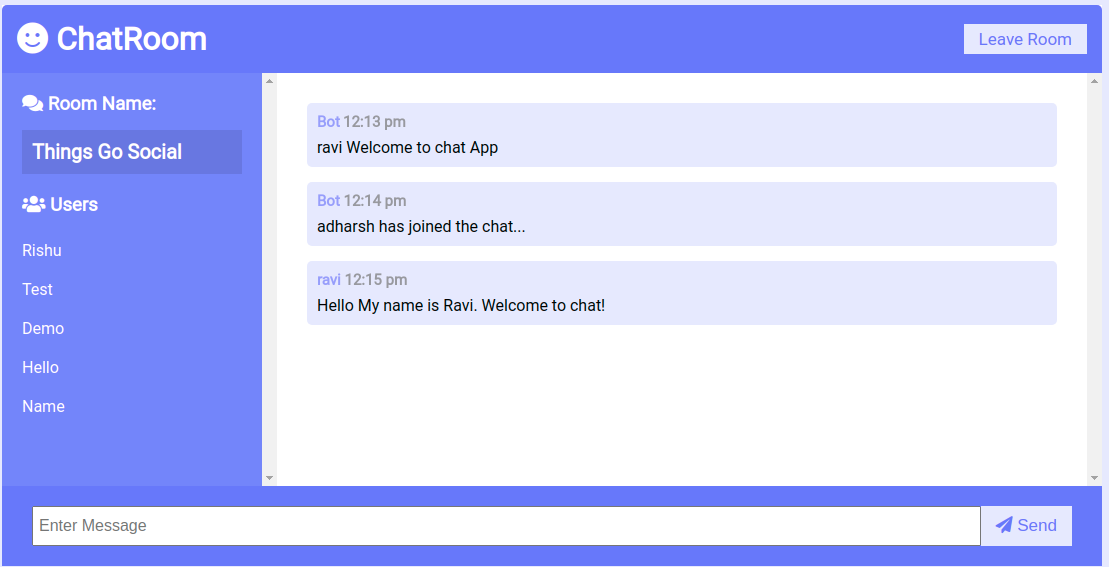 ChatRoom
Leave Room
Room Name:
Things Go Social
Users
Rishu
Test
Demo
Hello
Name
Bot 12:13 pm
ravi Welcome to chat App
Bot 12:14 pm
adharsh has joined the chat...
ravi 12:15 pm
Hello My name is Ravi. Welcome to chat!
Enter Message
Send